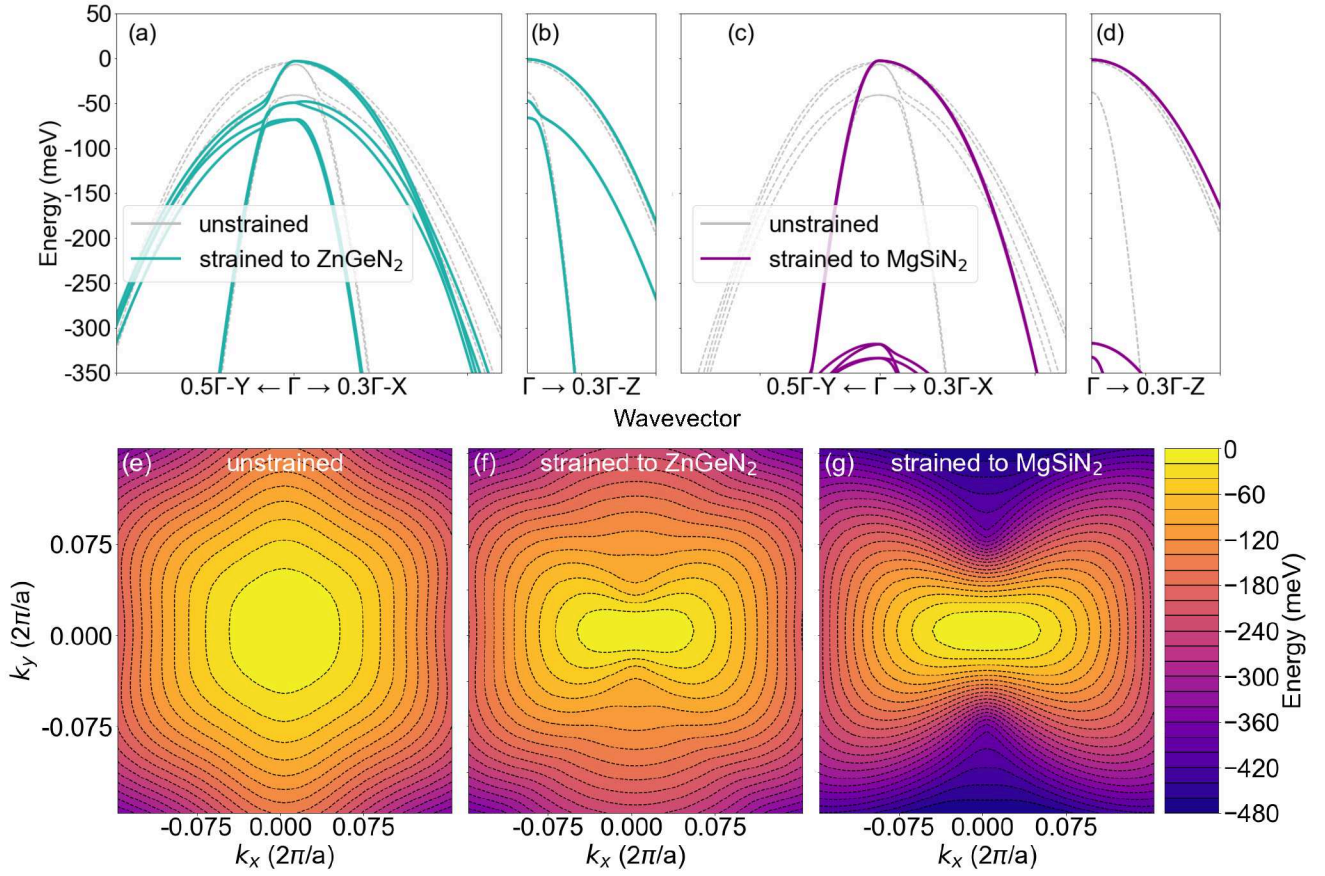 (a)
(b)
(c)
(d)
50
0
-50
-100
-150
-200
-250
-300
-350
Energy (meV)
unstrained
strained to ZnGeN₂
unstrained
strained to MgSiN₂
0.5Γ-Y ← Γ → 0.3Γ-X
Γ → 0.3Γ-Z
0.5Γ-Y ← Γ → 0.3Γ-X
Γ → 0.3Γ-Z
Wavevector
(e) unstrained
(f) strained to ZnGeN₂
(g) strained to MgSiN₂
0.075
0.000
-0.075
k_y (2π/a)
-0.075 0.000 0.075
k_x (2π/a)
-0.075 0.000 0.075
k_x (2π/a)
-0.075 0.000 0.075
k_x (2π/a)
0
−60
−120
−180
−240
−300
−360
−420
−480
Energy (meV)